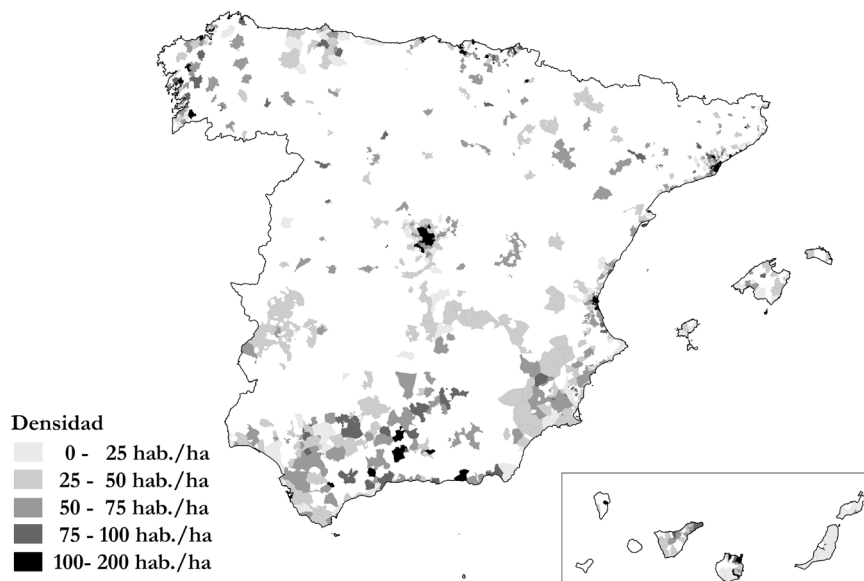 Densidad
0 - 25 hab./ha
25 - 50 hab./ha
50 - 75 hab./ha
75 - 100 hab./ha
100- 200 hab./ha